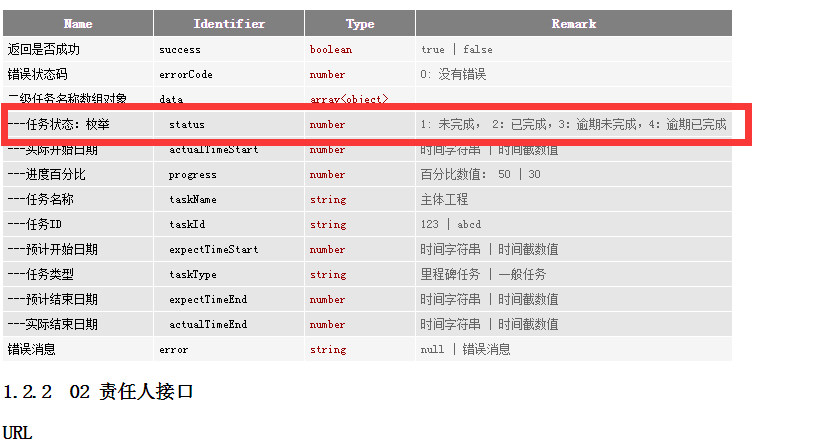 Name Identifier Type Remark
返回是否成功 success boolean true | false
错误状态码 errorCode number 0: 没有错误
二级任务名称数组对象 data array<object>
---任务状态：枚举 status number 1: 未完成， 2：已完成，3：逾期未完成，4：逾期已完成
---实际开始日期 actualTimeStart number 时间字符串 | 时间截数值
---进度百分比 progress number 百分比数值： 50 | 30
---任务名称 taskName string 主体工程
---任务ID taskId string 123 | abcd
---预计开始日期 expectTimeStart number 时间字符串 | 时间截数值
---任务类型 taskType string 里程碑任务 | 一般任务
---预计结束日期 expectTimeEnd number 时间字符串 | 时间截数值
---实际结束日期 actualTimeEnd number 时间字符串 | 时间截数值
错误消息 error string null | 错误消息
1.2.2 02 责任人接口
URL